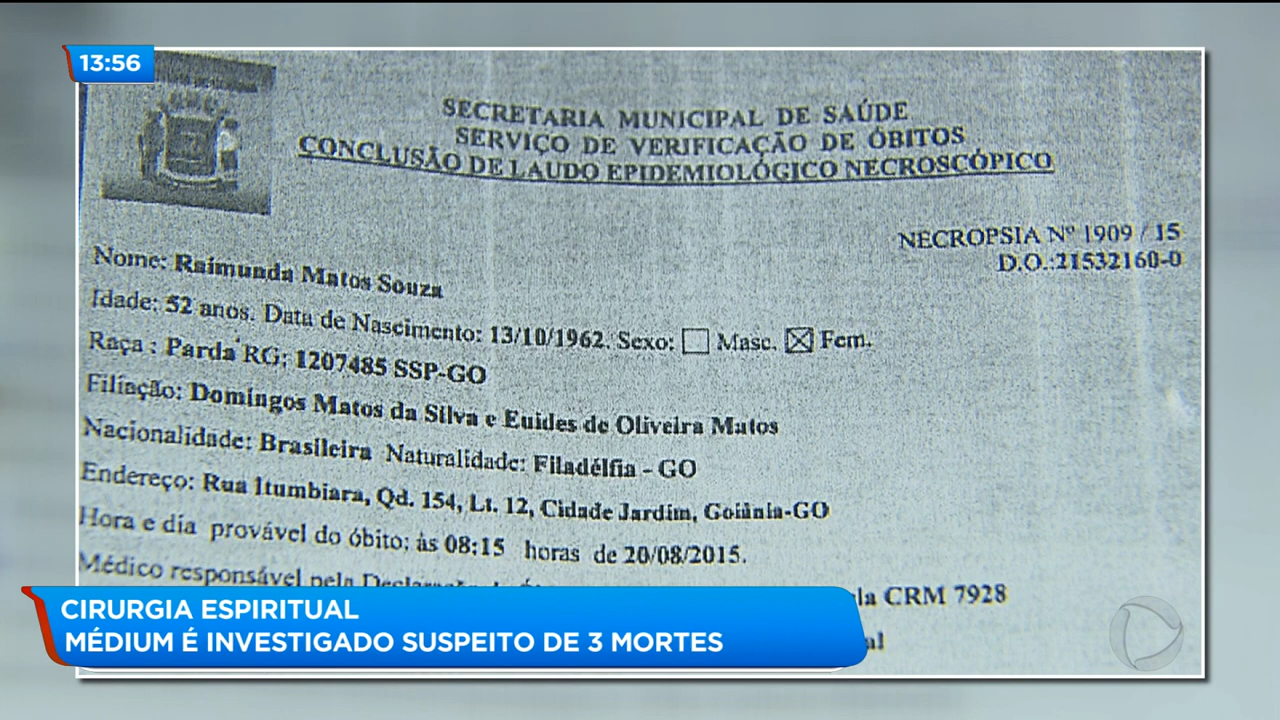 13:56
SECRETARIA MUNICIPAL DE SAÚDE
SERVIÇO DE VERIFICAÇÃO DE ÓBITOS
CONCLUSÃO DE LAUDO EPIDEMIOLÓGICO NECROSCÓPICO
NECROPSIA Nº 1909 / 15
D.O.:21532160-0
Nome: Raimunda Matos Souza
Idade: 52 anos. Data de Nascimento: 13/10/1962. Sexo: Masc. Fem.
Raça : Parda RG: 1207485 SSP-GO
Filiação: Domingos Matos da Silva e Euides de Oliveira Matos
Nacionalidade: Brasileira Naturalidade: Filadélfia - GO
Endereço: Rua Itumbiara, Qd. 154, Lt. 12, Cidade Jardim, Goiânia-GO
Hora e dia provável do óbito: às 08:15 horas de 20/08/2015.
Médico responsável pela CRM 7928
CIRURGIA ESPIRITUAL
MÉDIUM É INVESTIGADO SUSPEITO DE 3 MORTES